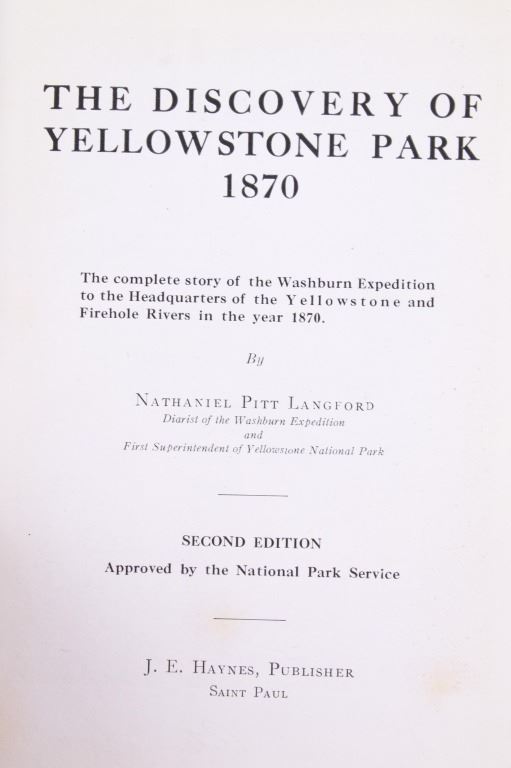 THE DISCOVERY OF
YELLOWSTONE PARK
1870
The complete story of the Washburn Expedition
to the Headquarters of the Yellowstone and
Firehole Rivers in the year 1870.
By
NATHANIEL PITT LANGFORD
Diarist of the Washburn Expedition
and
First Superintendent of Yellowstone National Park
SECOND EDITION
Approved by the National Park Service
J. E. HAYNES, PUBLISHER
SAINT PAUL